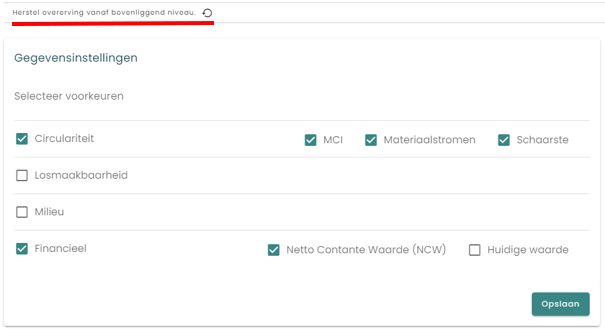 Herstel overerving vanaf bovenliggend niveau.
Gegevensinstellingen
Selecteer voorkeuren
Circulariteit MCI Materiaalstromen Schaarste
Losmaakbaarheid
Milieu
Financieel Netto Contante Waarde (NCW) Huidige waarde
Opslaan